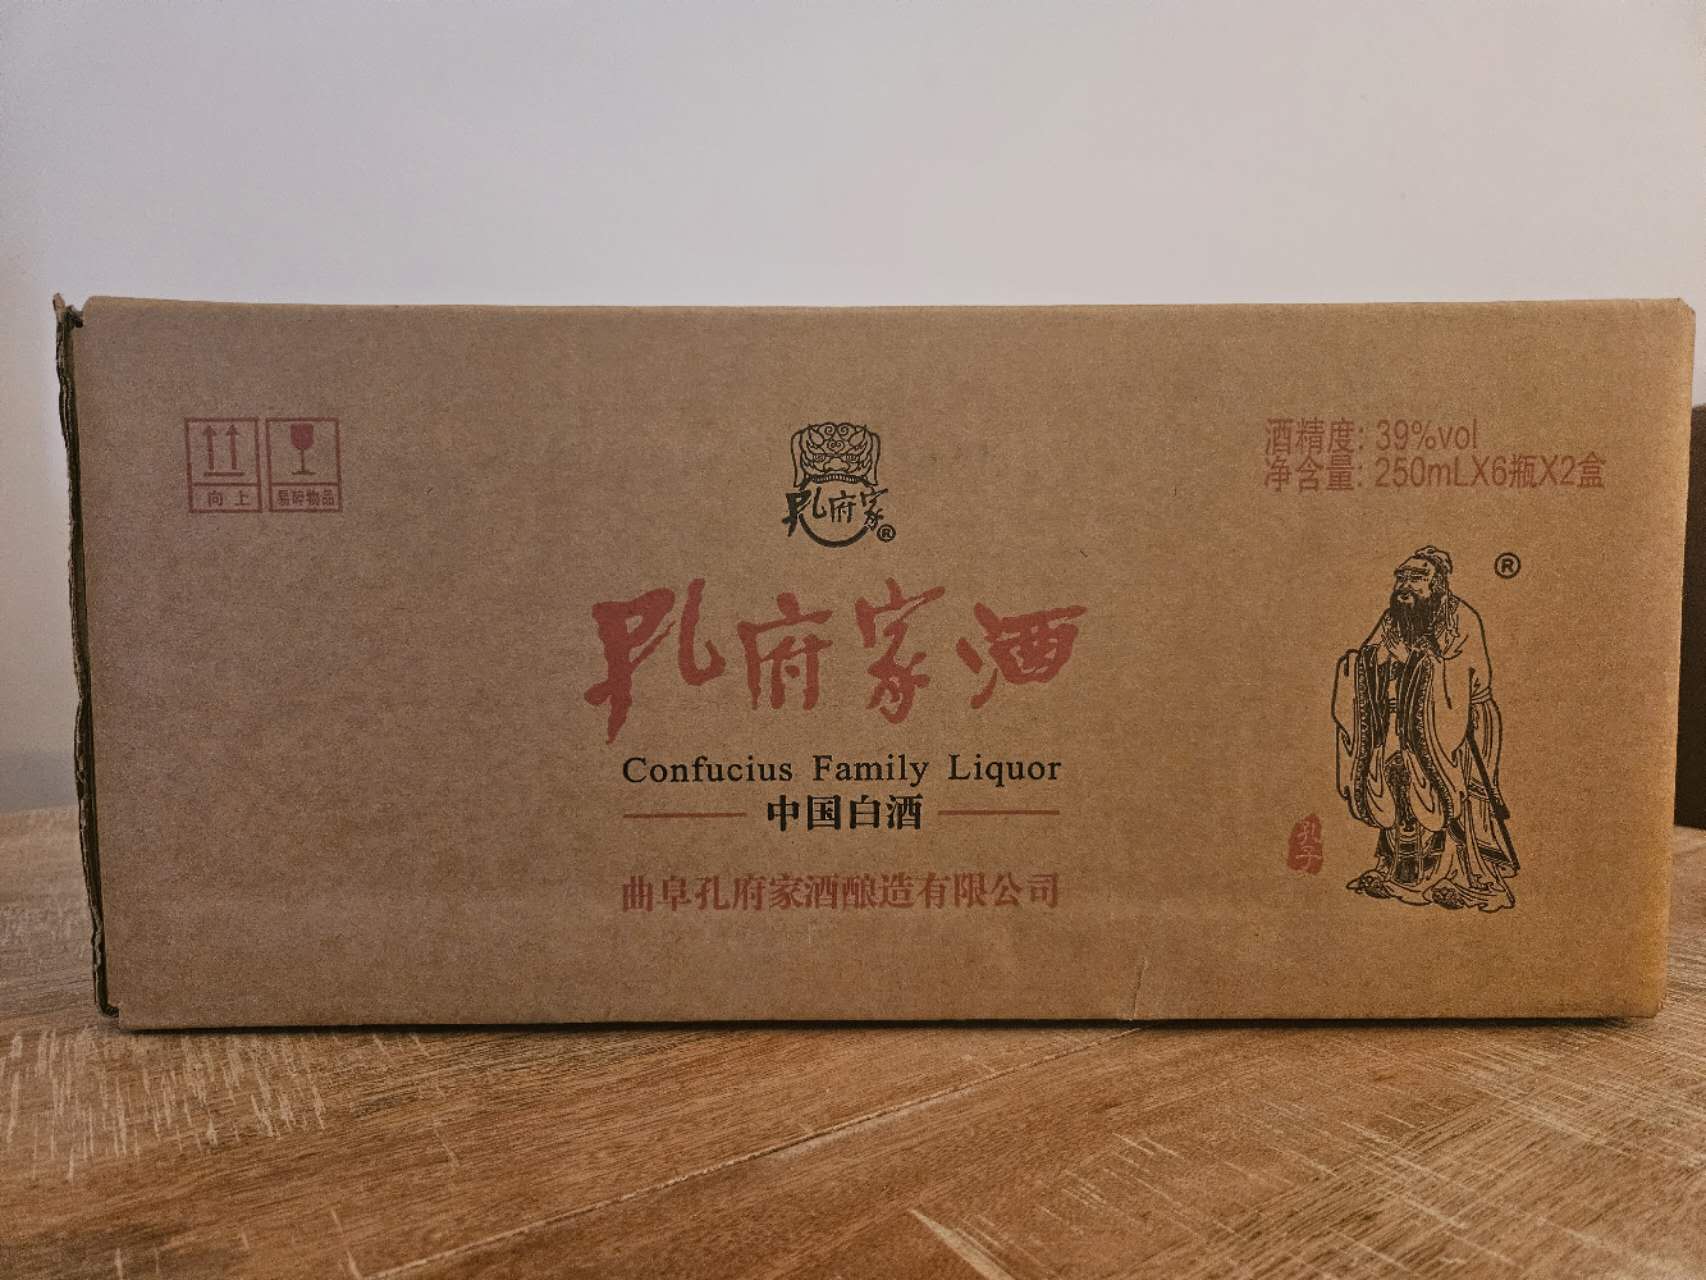 向上
易碎物品
孔府家®
酒精度: 39%vol
净含量: 250mLX6瓶X2盒
®
孔府家酒
Confucius Family Liquor
中国白酒
孔子
曲阜孔府家酒酿造有限公司